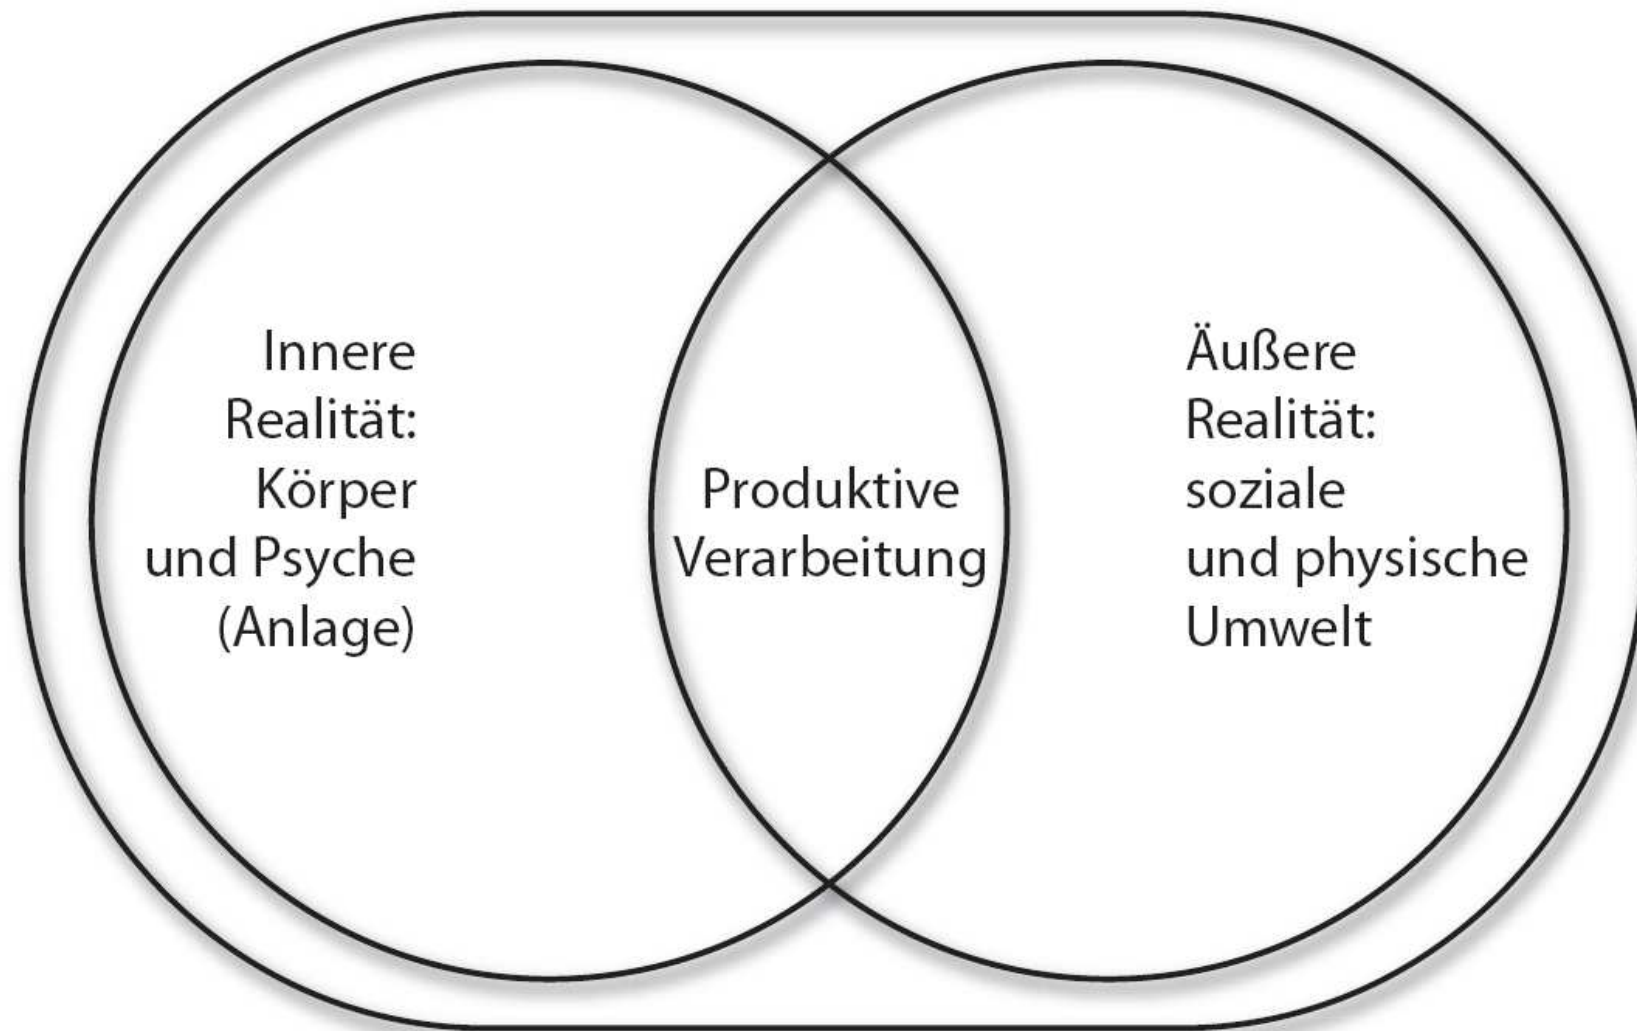 Innere
Realität:
Körper
und Psyche
(Anlage)
Produktive
Verarbeitung
Äußere
Realität:
soziale
und physische
Umwelt